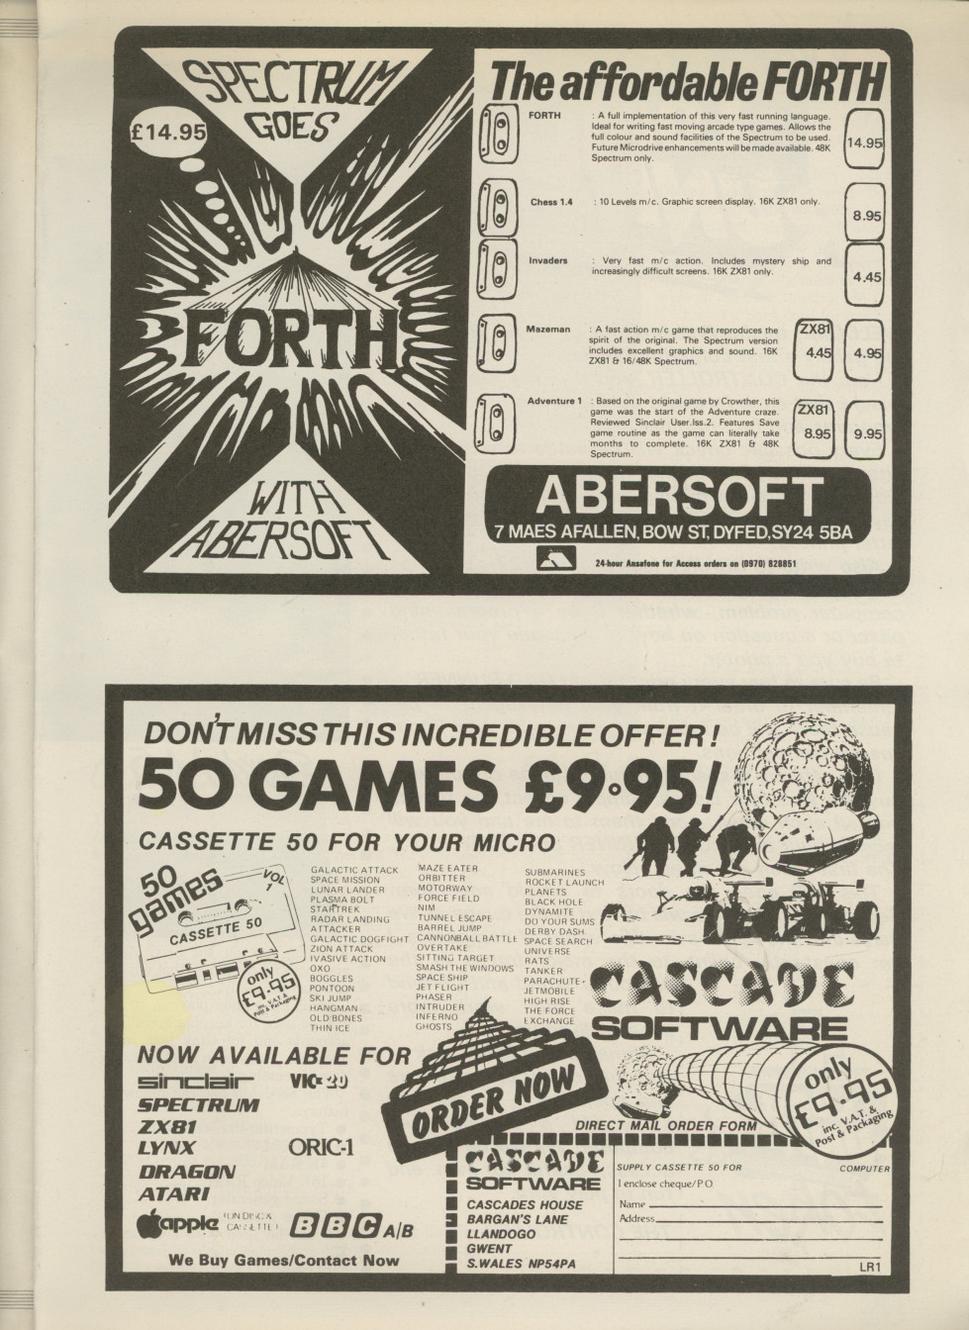 SPECTRUM
GOES
£14.95
FORTH
WITH
ABERSOFT
The affordable FORTH
FORTH : A full implementation of this very fast running language.
Ideal for writing fast moving arcade type games. Allows the
full colour and sound facilities of the Spectrum to be used.
Future Microdrive enhancements will be made available. 48K
Spectrum only.
14.95
Chess 1.4 : 10 Levels m/c. Graphic screen display. 16K ZX81 only.
8.95
Invaders : Very fast m/c action. Includes mystery ship and
increasingly difficult screens. 16K ZX81 only.
4.45
Mazeman : A fast action m/c game that reproduces the
spirit of the original. The Spectrum version
includes excellent graphics and sound. 16K
ZX81 & 16/48K Spectrum.
ZX81
4.45 4.95
Adventure 1 : Based on the original game by Crowther, this
game was the start of the Adventure craze.
Reviewed Sinclair User.Iss.2. Features Save
game routine as the game can literally take
months to complete. 16K ZX81 & 48K
Spectrum.
ZX81
8.95 9.95
ABERSOFT
7 MAES AFALLEN, BOW ST, DYFED, SY24 5BA
24-hour Ansafone for Access orders on (0970) 828851
DON'T MISS THIS INCREDIBLE OFFER!
50 GAMES £9·95!
CASSETTE 50 FOR YOUR MICRO
50
games
VOL
1
CASSETTE 50
only
£9·95
inc. V.A.T. &
Post & Packaging
GALACTIC ATTACK
SPACE MISSION
LUNAR LANDER
PLASMA BOLT
STARTREK
RADAR LANDING
ATTACKER
GALACTIC DOGFIGHT
ZION ATTACK
IVASIVE ACTION
OXO
BOGGLES
PONTOON
SKI JUMP
HANGMAN
OLD BONES
THIN ICE
MAZE EATER
ORBITTER
MOTORWAY
FORCE FIELD
NIM
TUNNEL ESCAPE
BARREL JUMP
CANNONBALL BATTLE
OVERTAKE
SITTING TARGET
SMASH THE WINDOWS
SPACE SHIP
JET FLIGHT
PHASER
INTRUDER
INFERNO
GHOSTS
SUBMARINES
ROCKET LAUNCH
PLANETS
BLACK HOLE
DYNAMITE
DO YOUR SUMS
DERBY DASH
SPACE SEARCH
UNIVERSE
RATS
TANKER
PARACHUTE
JETMOBILE
HIGH RISE
THE FORCE
EXCHANGE
CASCADE
SOFTWARE
NOW AVAILABLE FOR
sinclair VIC 20
SPECTRUM
ZX81
LYNX ORIC-1
DRAGON
ATARI
apple (ON DISC &
CASSETTE) BBC A/B
We Buy Games/Contact Now
ORDER NOW
only
£9·95
inc. V.A.T. &
Post & Packaging
DIRECT MAIL ORDER FORM
CASCADE
SOFTWARE
CASCADES HOUSE
BARGAN'S LANE
LLANDOGO
GWENT
S.WALES NP54PA
SUPPLY CASSETTE 50 FOR COMPUTER
I enclose cheque/P O
Name
Address
LR1